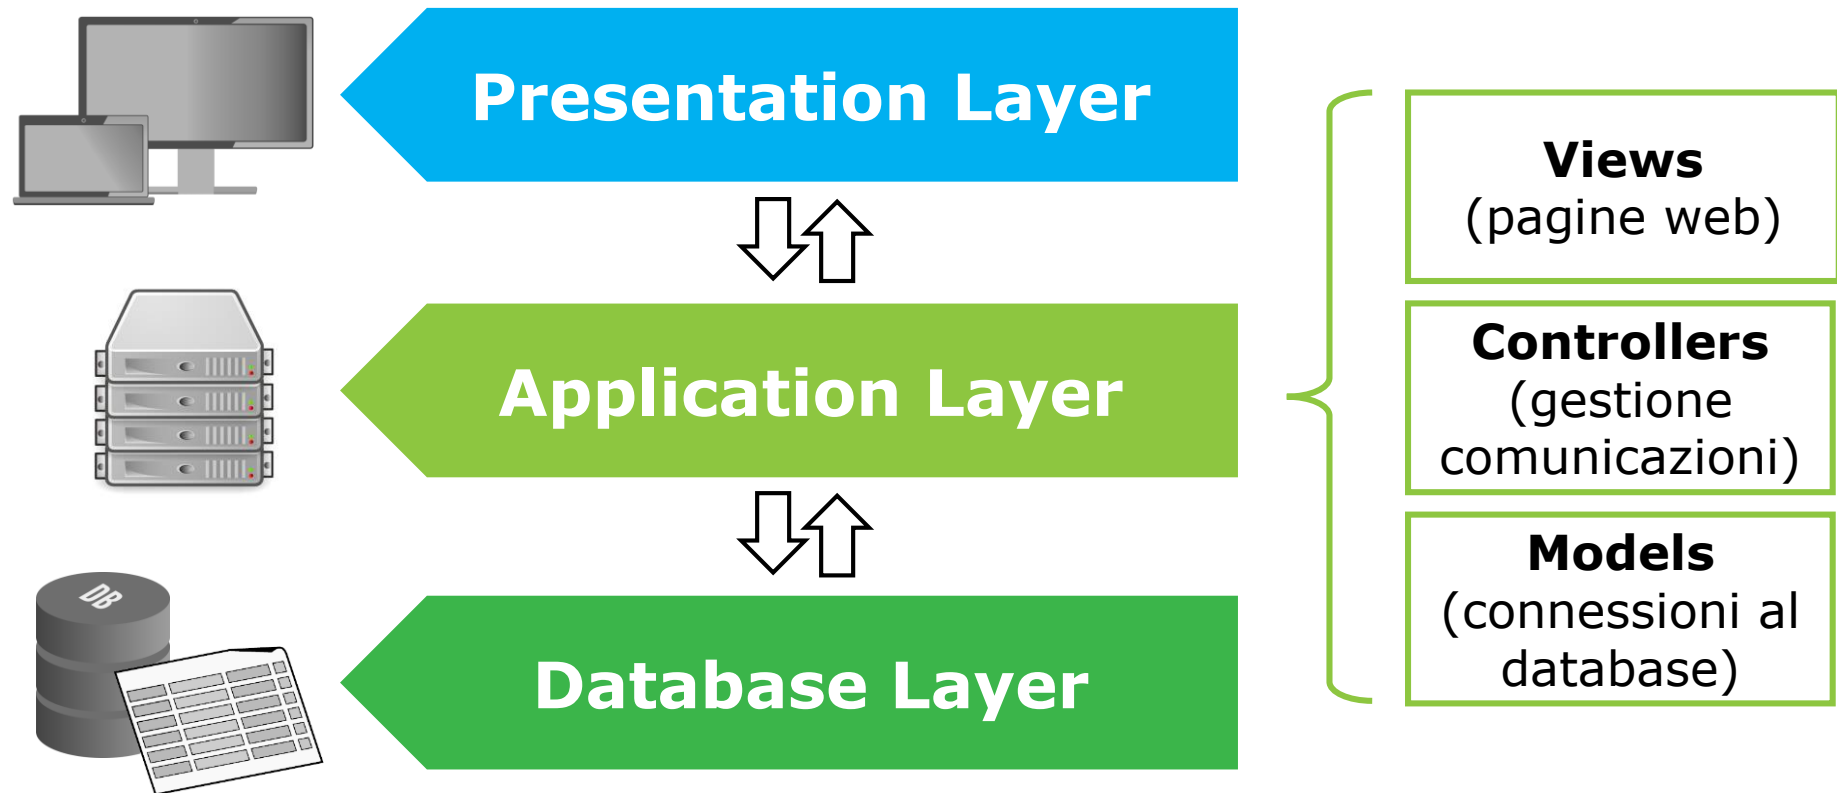 Presentation Layer
Application Layer
Database Layer
DB
Views
(pagine web)
Controllers
(gestione
comunicazioni)
Models
(connessioni al
database)